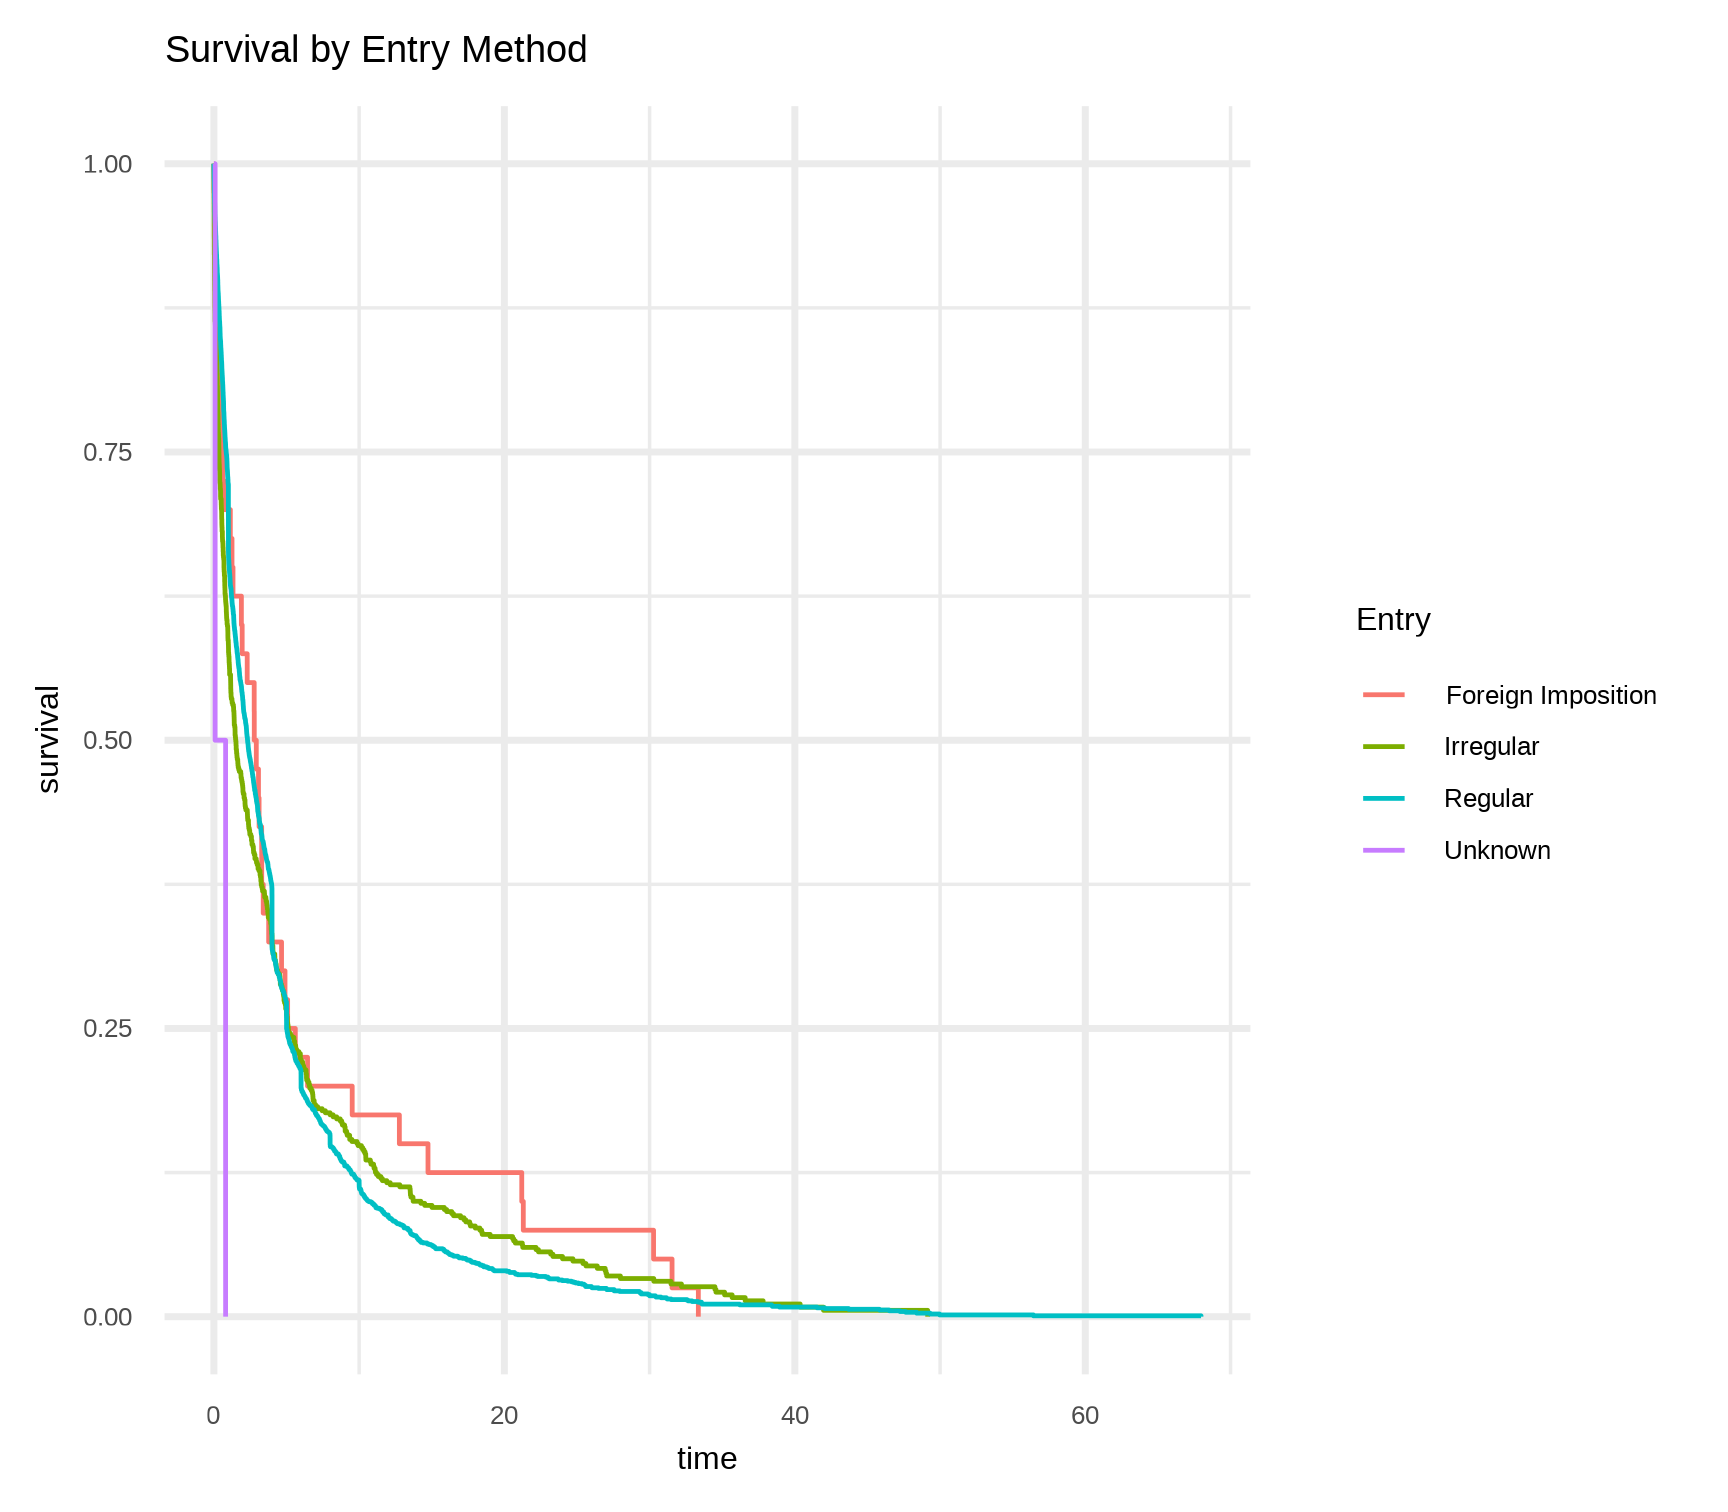 Survival by Entry Method
1.00
0.75
0.50
0.25
0.00
survival
0 20 40 60
time
Entry
Foreign Imposition
Irregular
Regular
Unknown